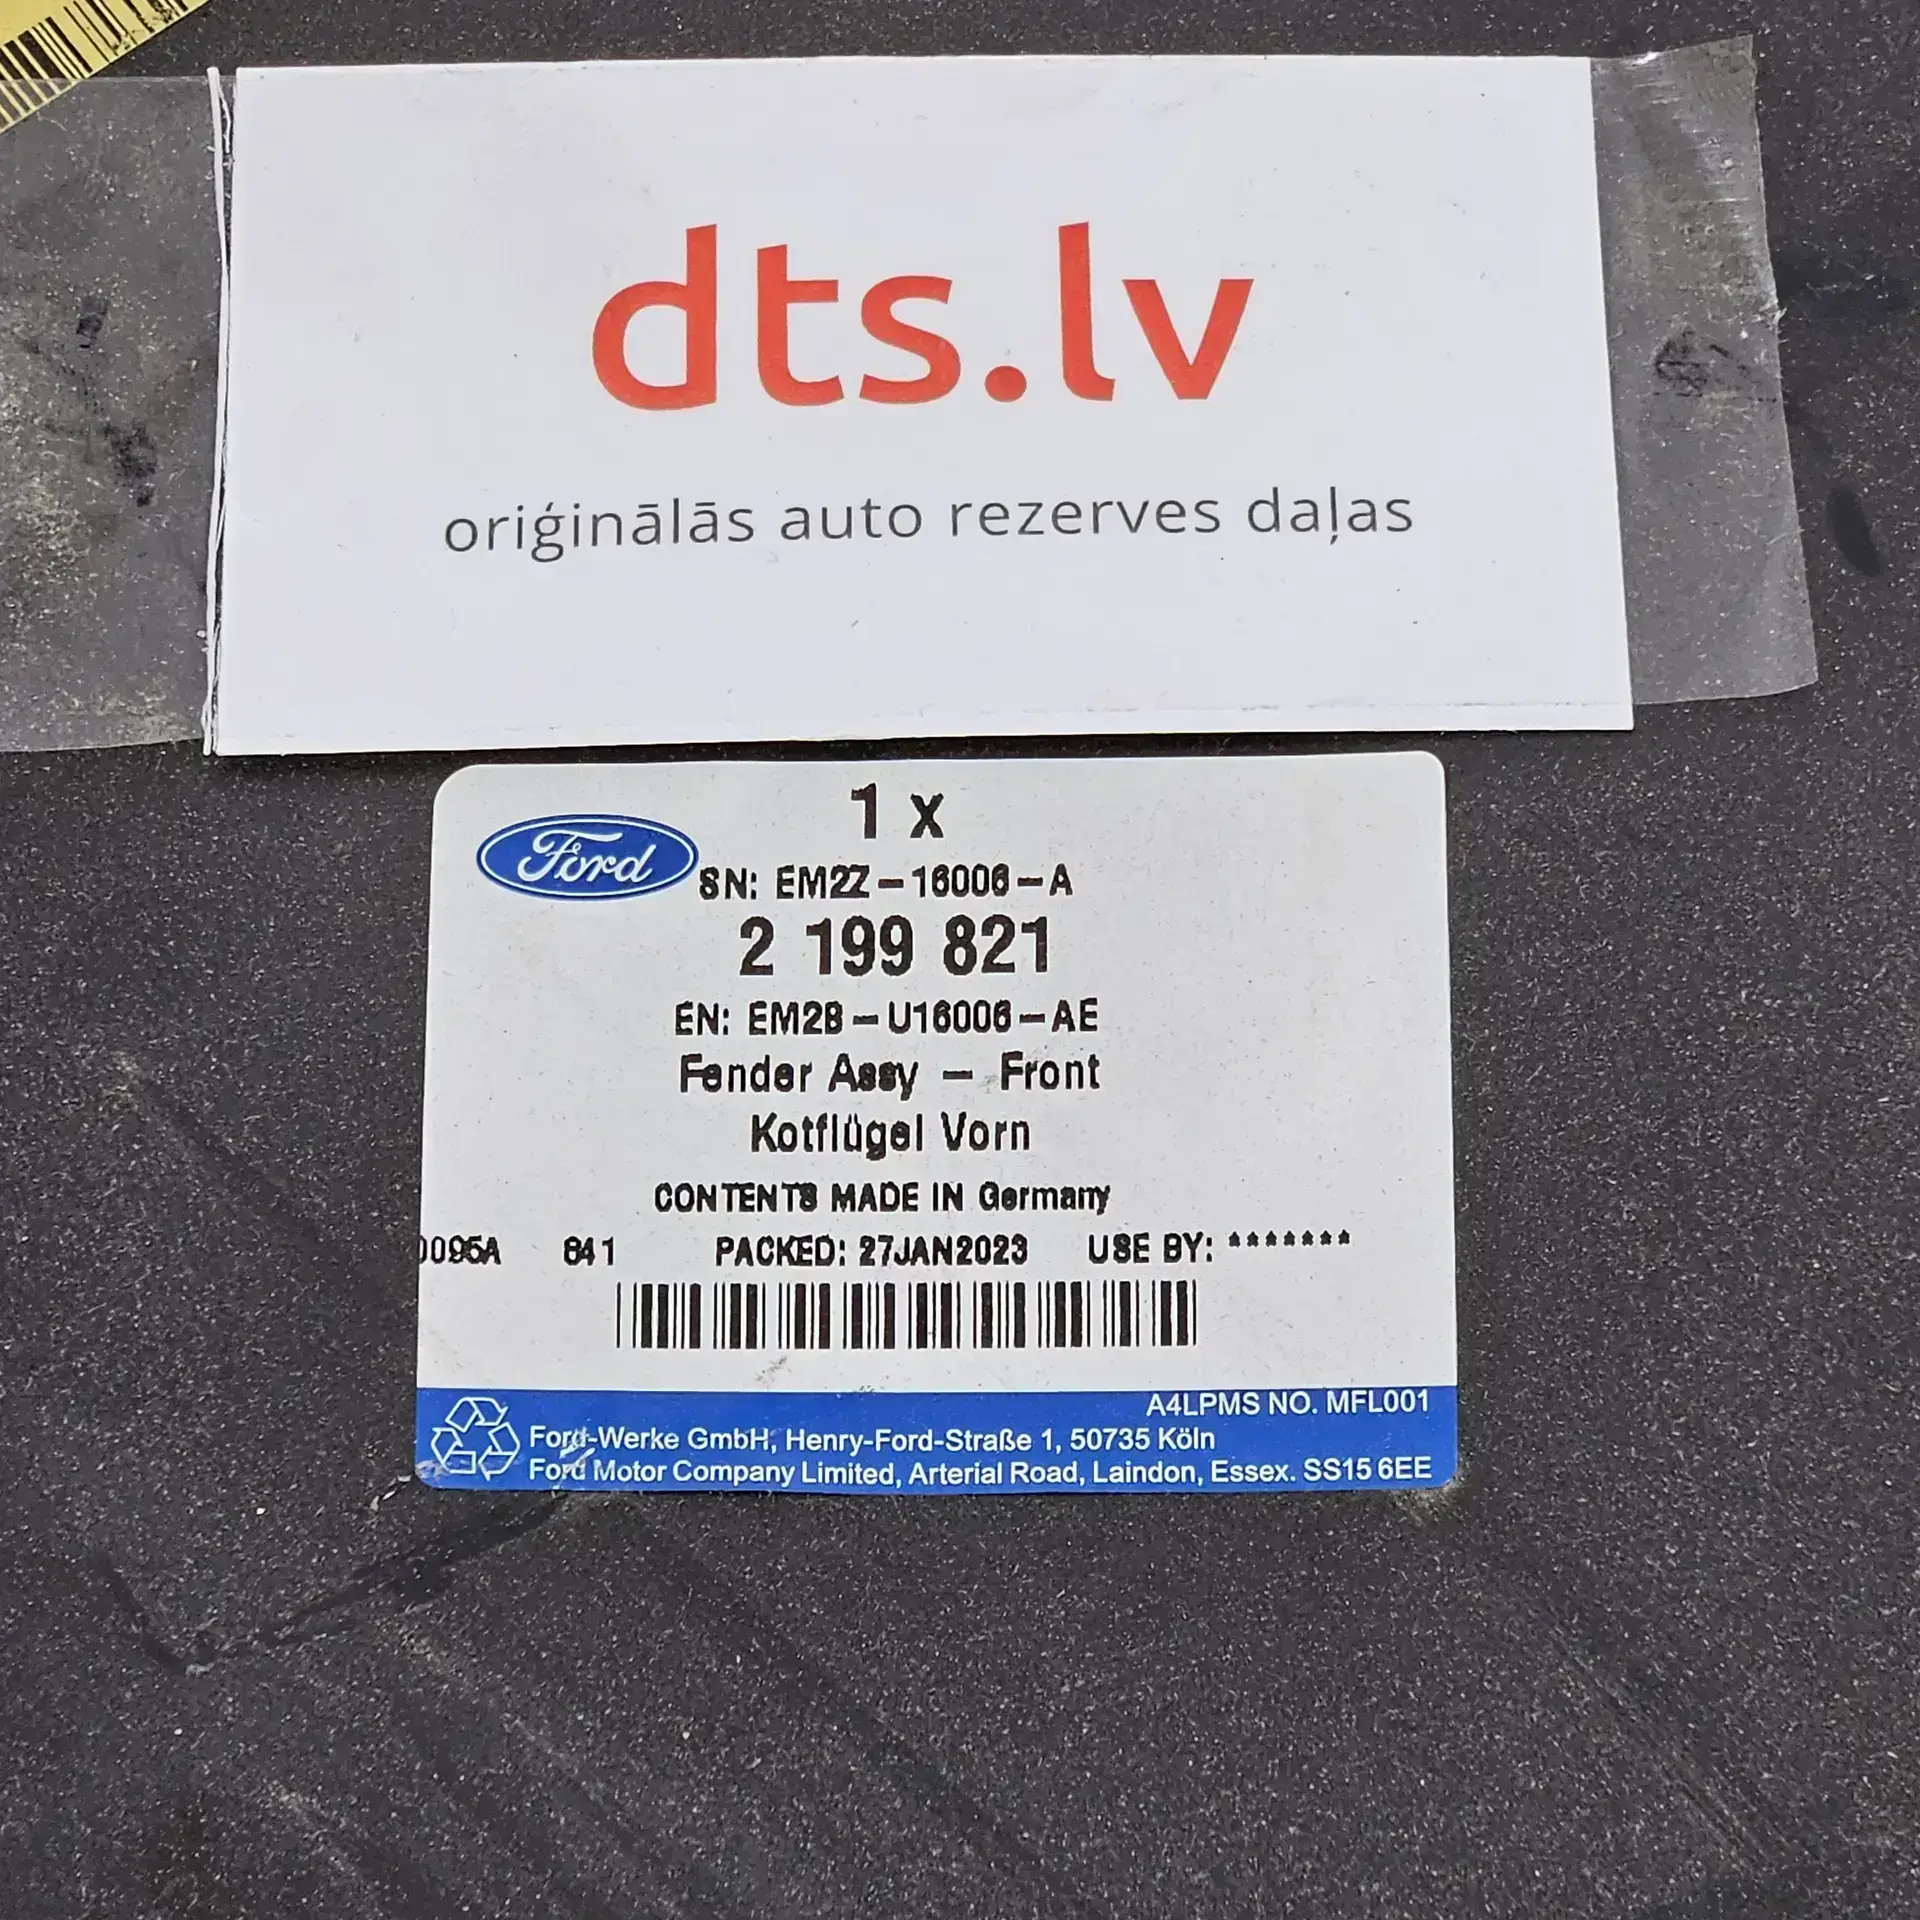 dts.lv
oriģinālās auto rezerves daļas
1 x
Ford
SN: EM2Z-16006-A
2 199 821
EN: EM2B-U16006-AE
Fender Assy - Front
Kotflügel Vorn
CONTENTS MADE IN Germany
0095A 841 PACKED: 27JAN2023 USE BY: *******
A4LPMS NO. MFL001
Ford-Werke GmbH, Henry-Ford-Straße 1, 50735 Köln
Ford Motor Company Limited, Arterial Road, Laindon, Essex. SS15 6EE